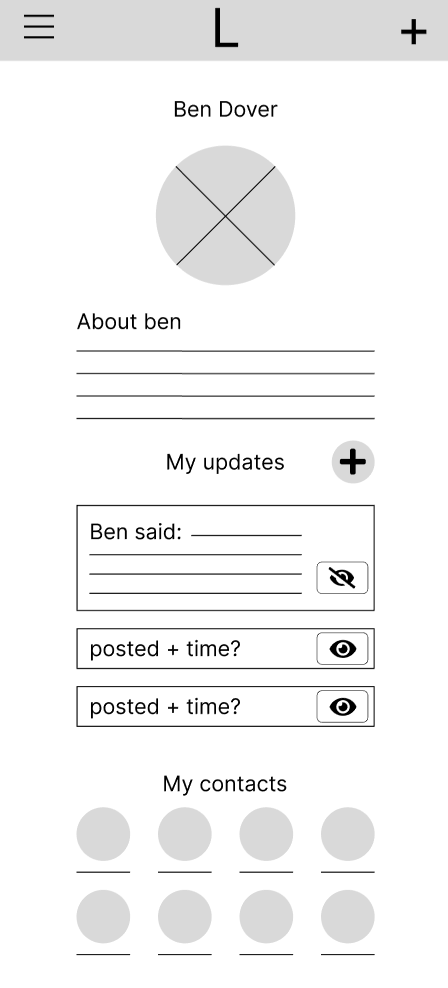 L
Ben Dover
About ben
My updates
Ben said:
posted + time?
posted + time?
My contacts